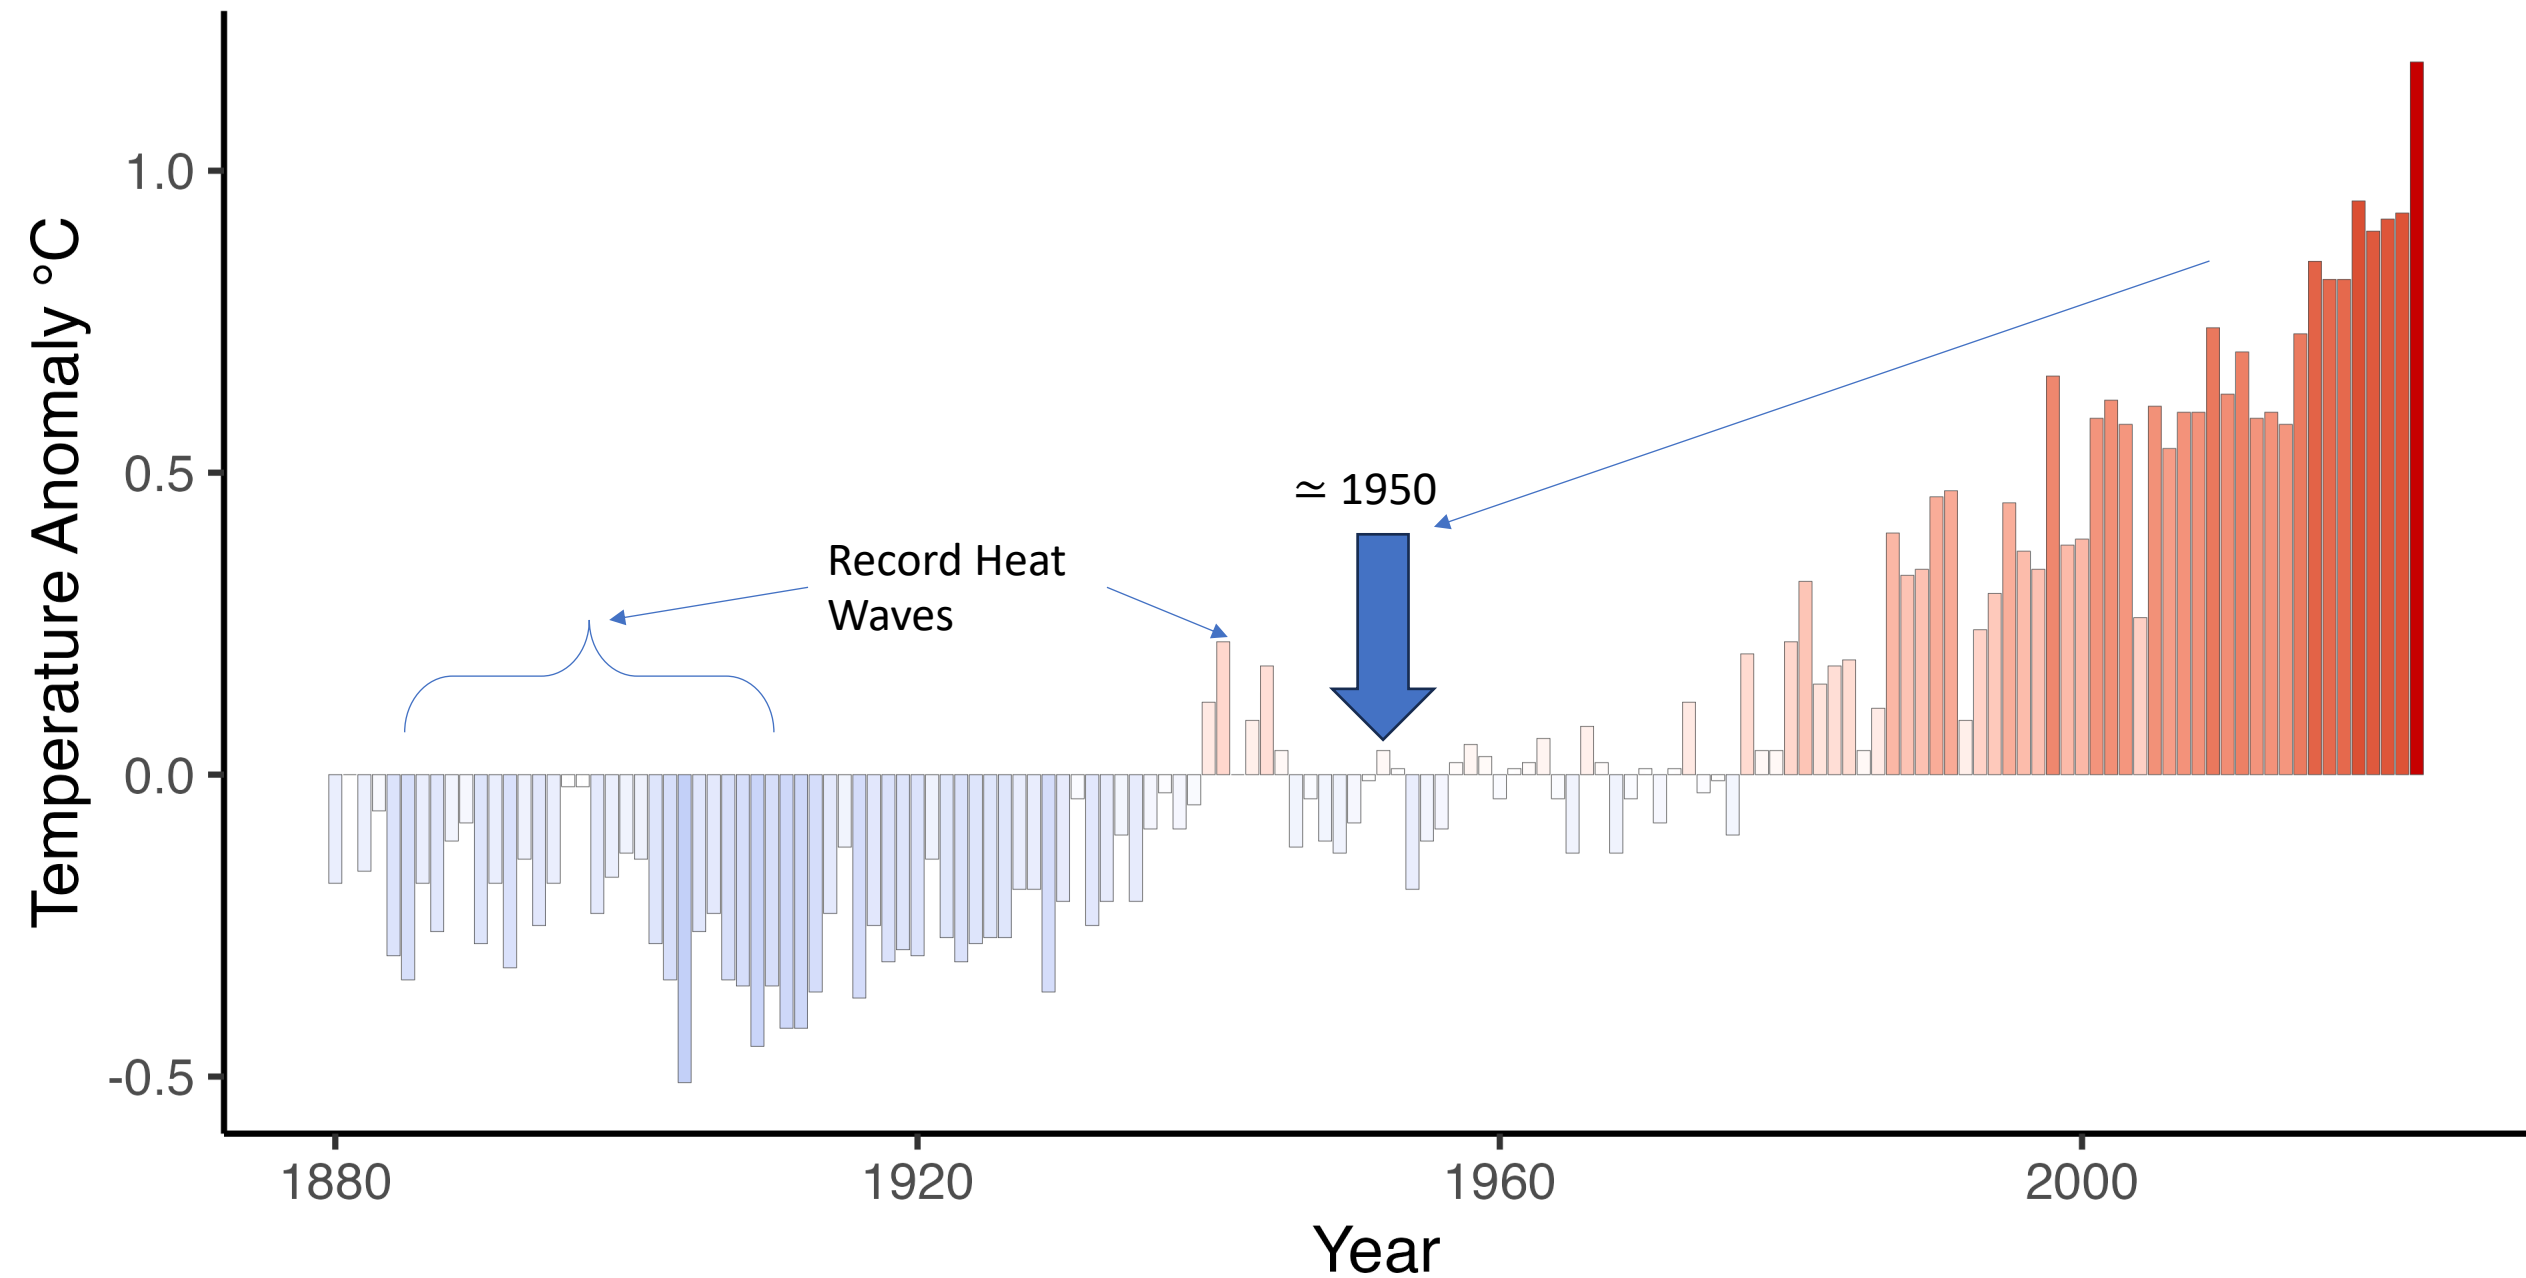 Temperature Anomaly °C
1.0
0.5
0.0
-0.5
≃ 1950
Record Heat
Waves
1880
1920
1960
2000
Year